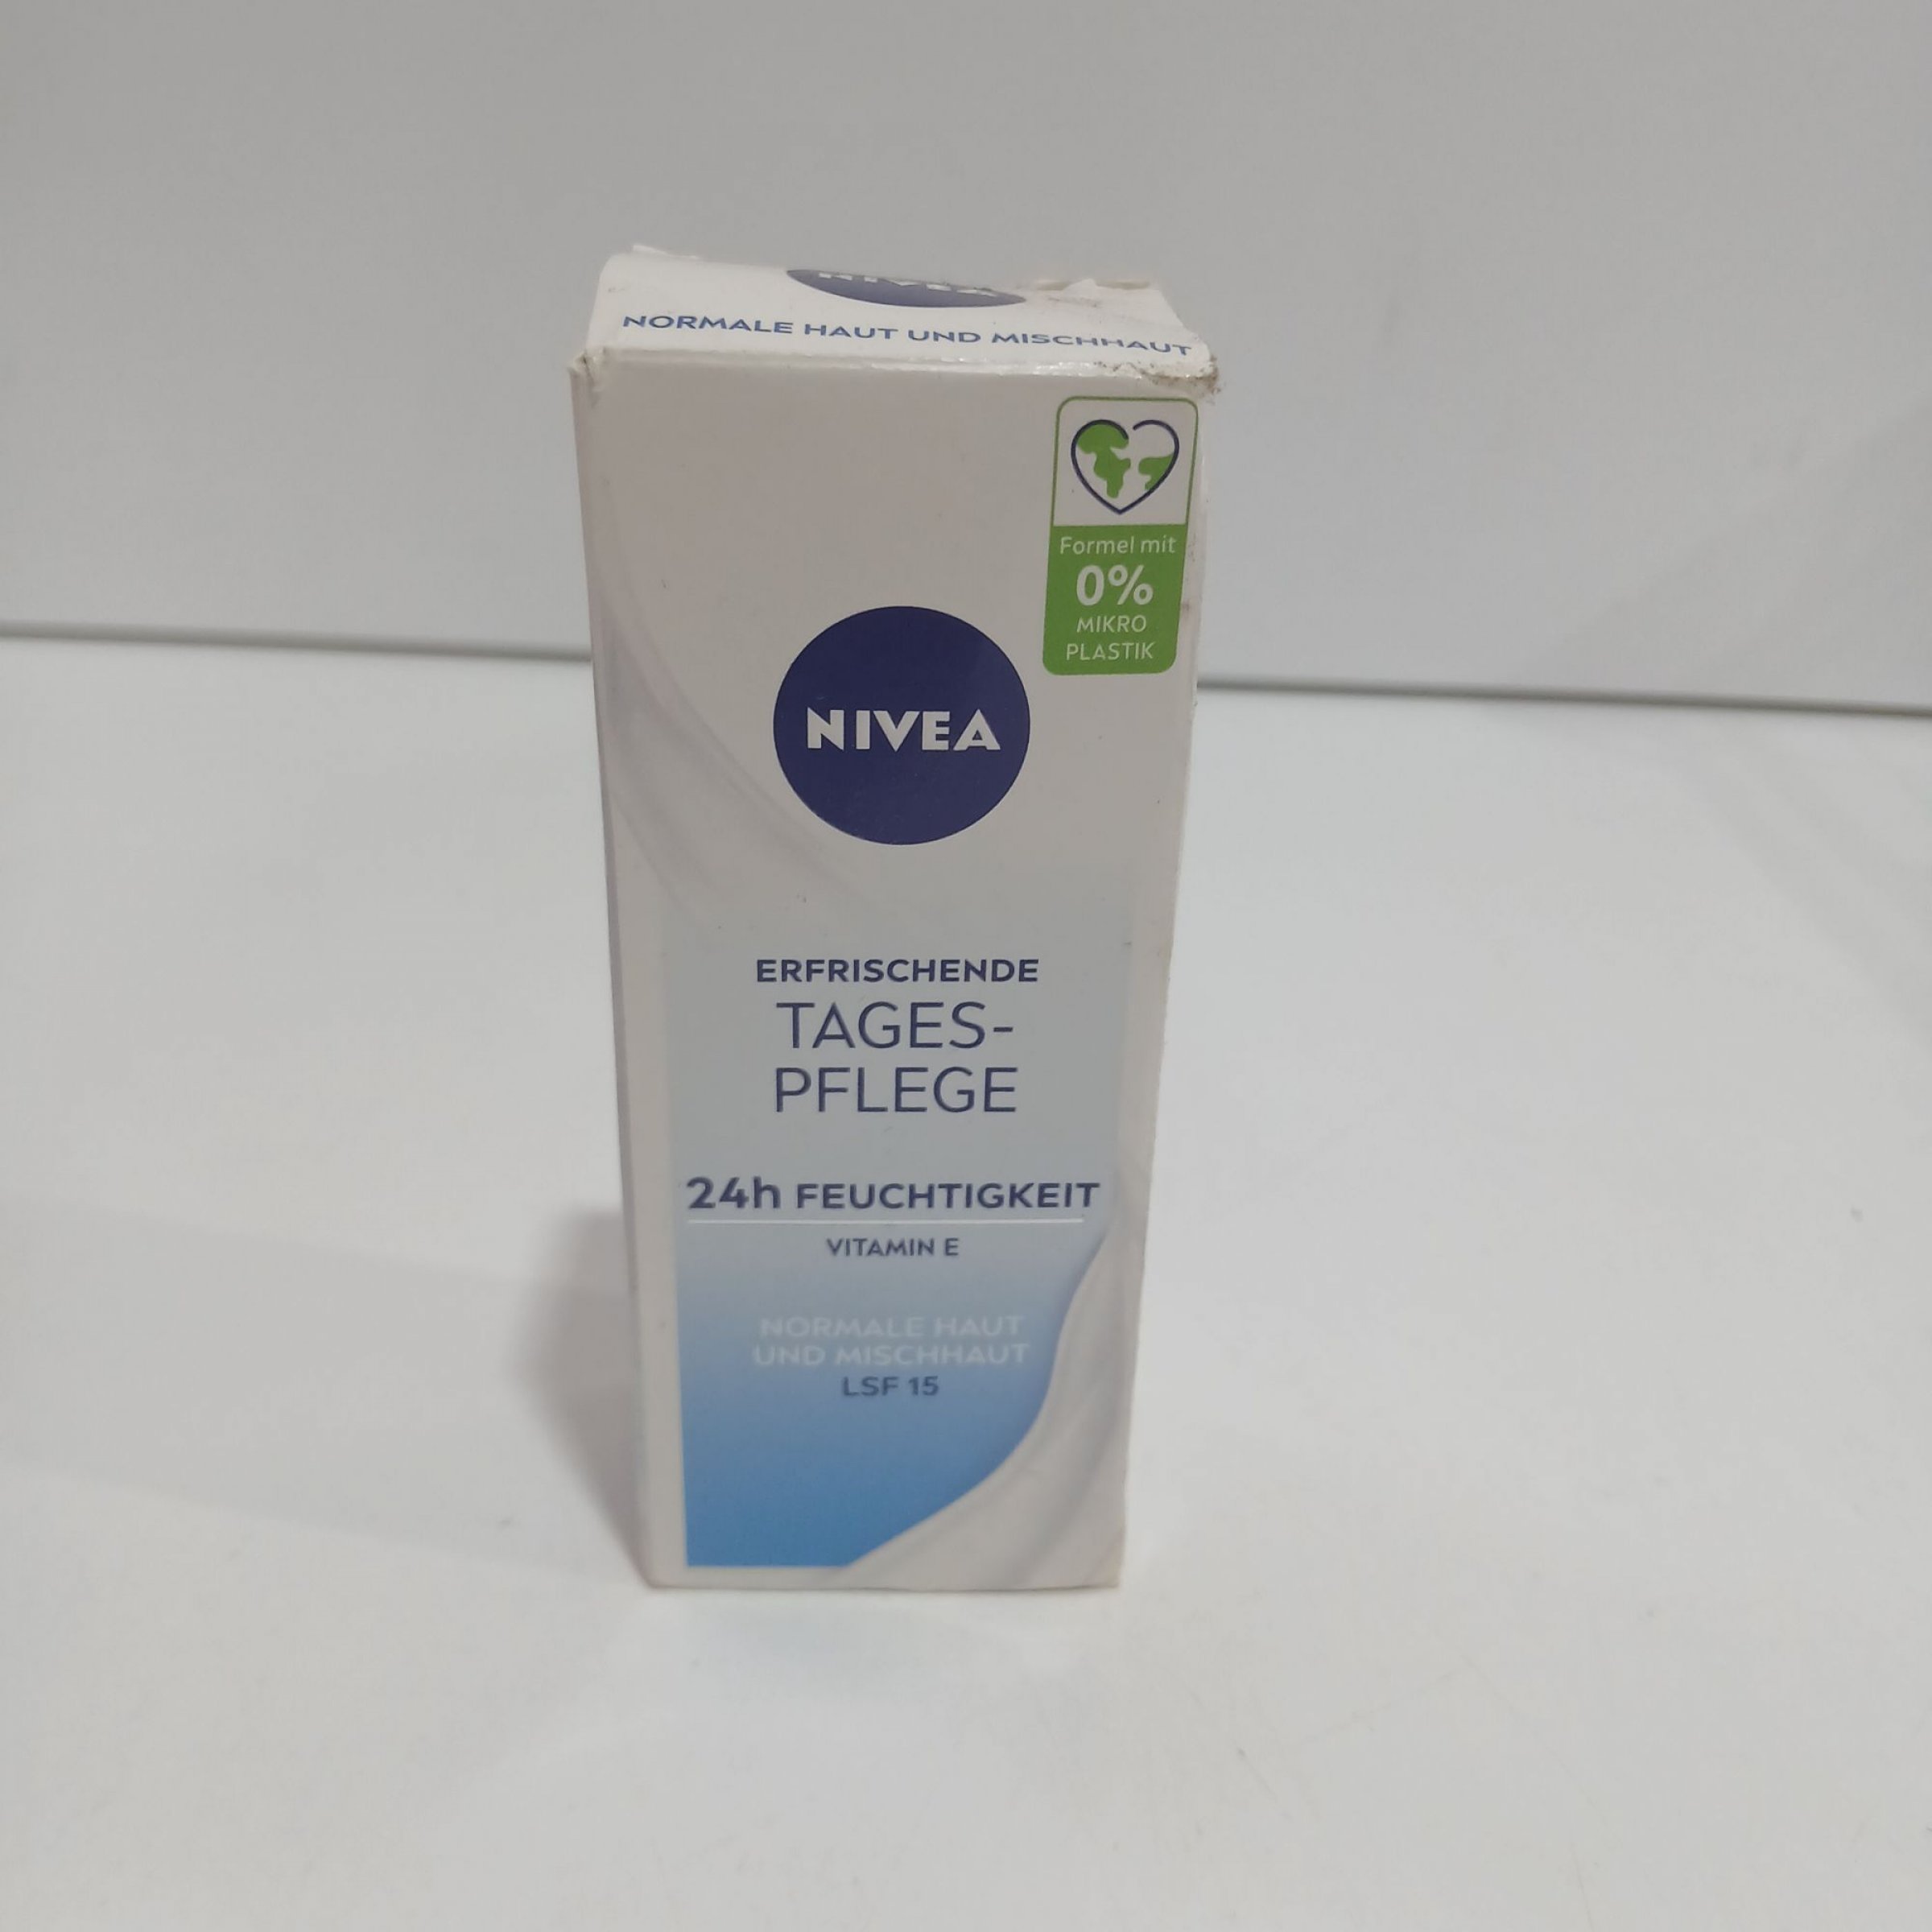 NIVEA
NORMALE HAUT UND MISCHHAUT
Formel mit
0%
MIKRO
PLASTIK
NIVEA
ERFRISCHENDE
TAGES-
PFLEGE
24h FEUCHTIGKEIT
VITAMIN E
NORMALE HAUT
UND MISCHHAUT
LSF 15